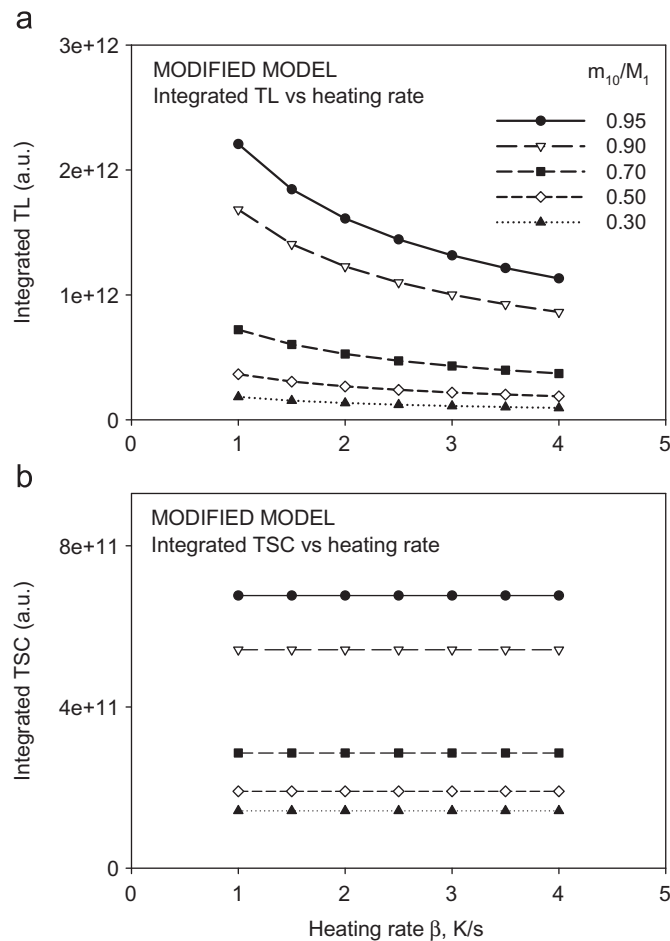 a
3e+12
MODIFIED MODEL
Integrated TL vs heating rate
m10/M1
0.95
0.90
0.70
0.50
0.30
2e+12
1e+12
0
Integrated TL (a.u.)
0 1 2 3 4 5
b
MODIFIED MODEL
Integrated TSC vs heating rate
8e+11
4e+11
0
Integrated TSC (a.u.)
0 1 2 3 4 5
Heating rate β, K/s